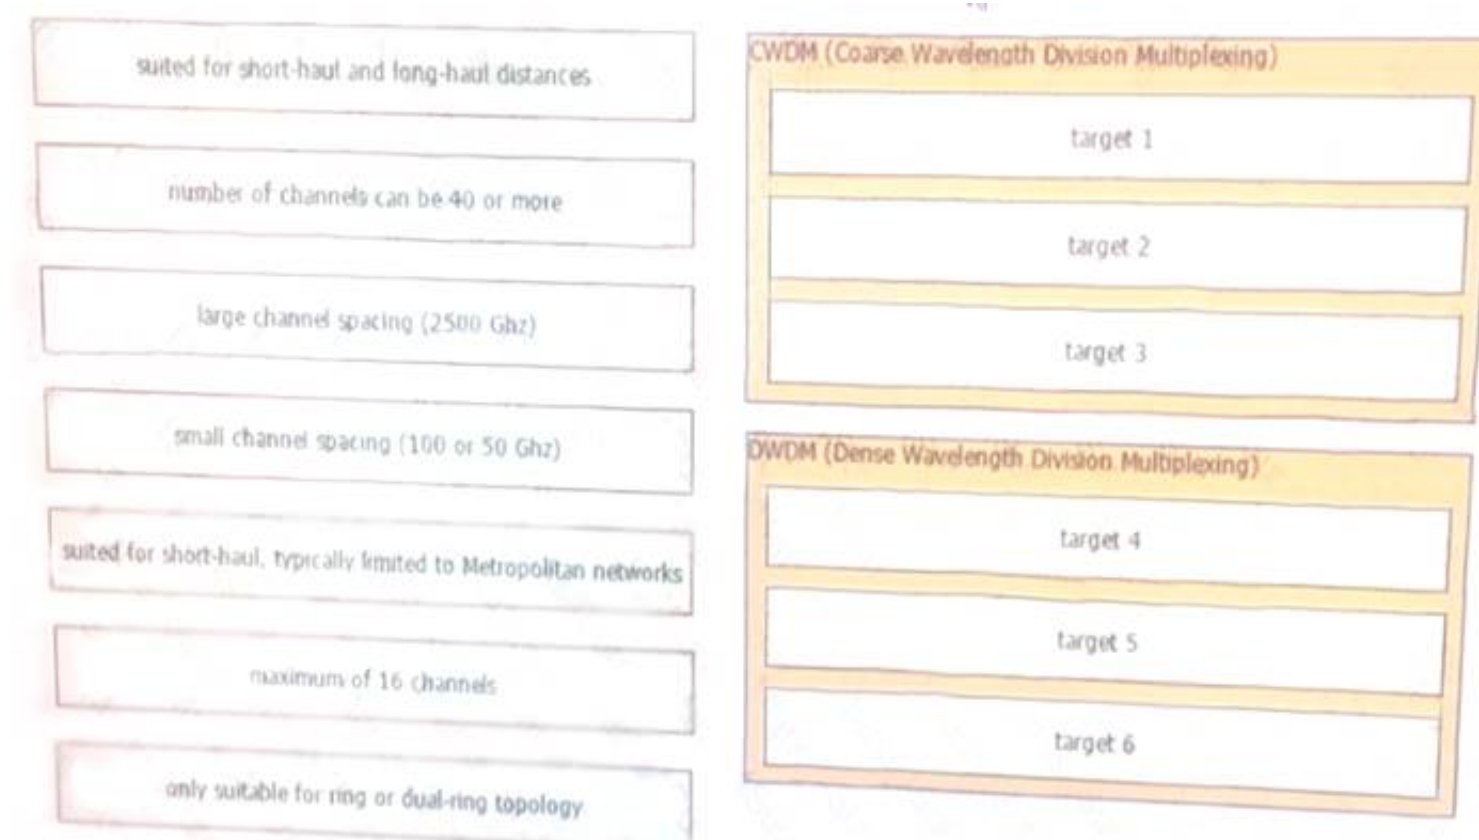 suited for short-haul and long-haul distances
number of channels can be 40 or more
large channel spacing (2500 Ghz)
small channel spacing (100 or 50 Ghz)
suited for short-haul, typically limited to Metropolitan networks
maximum of 16 channels
only suitable for ring or dual-ring topology
CWDM (Coarse Wavelength Division Multiplexing)
target 1
target 2
target 3
DWDM (Dense Wavelength Division Multiplexing)
target 4
target 5
target 6